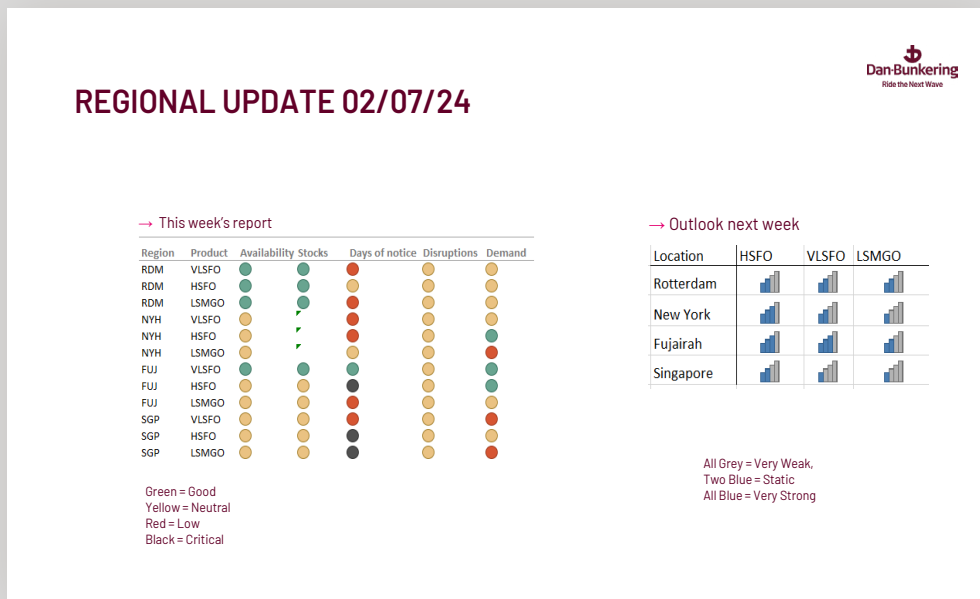 Dan-Bunkering
Ride the Next Wave
REGIONAL UPDATE 02/07/24
→ This week's report
Region Product Availability Stocks Days of notice Disruptions Demand
RDM VLSFO
RDM HSFO
RDM LSMGO
NYH VLSFO
NYH HSFO
NYH LSMGO
FUJ VLSFO
FUJ HSFO
FUJ LSMGO
SGP VLSFO
SGP HSFO
SGP LSMGO
Green = Good
Yellow = Neutral
Red = Low
Black = Critical
→ Outlook next week
Location HSFO VLSFO LSMGO
Rotterdam
New York
Fujairah
Singapore
All Grey = Very Weak,
Two Blue = Static
All Blue = Very Strong